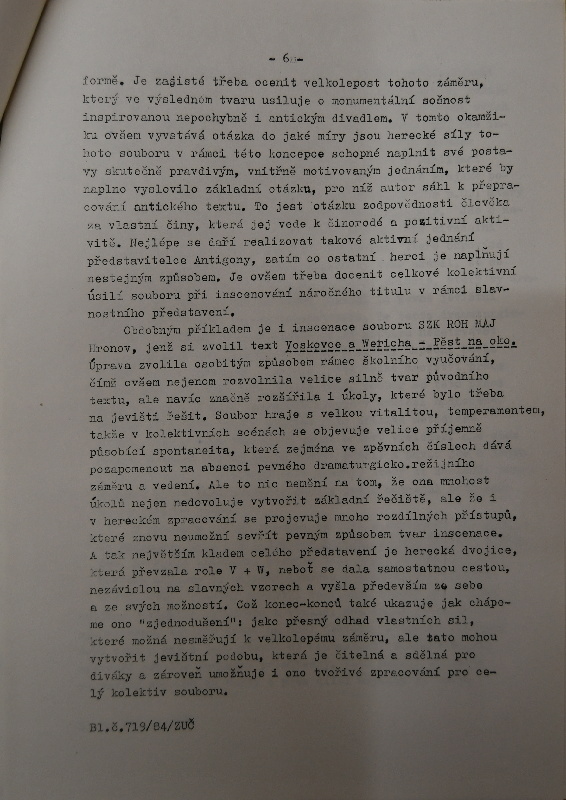 - 6 -
formě. Je zajisté třeba ocenit velkolepost tohoto záměru,
který ve výsledném tvaru usiluje o monumentální sošnost
inspirovanou nepochybně i antickým divadlem. V tomto okamži-
ku ovšem vyvstává otázka do jaké míry jsou herecké síly to-
hoto souboru v rámci této koncepce schopné naplnit své posta-
vy skutečně pravdivým, vnitřně motivovaným jednáním, které by
naplno vyslovilo základní otázku, pro níž autor sáhl k přepra-
cování antického textu. To jest otázku zodpovědnosti člověka
za vlastní činy, která jej vede k činorodé a pozitivní akti-
vitě. Nejlépe se daří realizovat takové aktivní jednání
představitelce Antigony, zatím co ostatní herci je naplňují
nestejným způsobem. Je ovšem třeba docenit celkové kolektivní
úsilí souboru při inscenování náročného titulu v rámci slav-
nostního představení.
Obdobným příkladem je i inscenace souboru SZK ROH MAJ
Hronov, jenž si zvolil text Voskovce a Wericha - Pěst na oko.
Úprava zvolila osobitým způsobem rámec školního vyučování,
čímž ovšem nejenom rozvolnila velice silně tvar původního
textu, ale navíc značně rozšířila i úkoly, které bylo třeba
na jevišti řešit. Soubor hraje s velkou vitalitou, temperamentem,
takže v kolektivních scénách se objevuje velice příjemně
působící spontaneita, která zejména ve zpěvních číslech dává
pozapomenout na absenci pevného dramaturgicko.režijního
záměru a vedení. Ale to nic nemění na tom, že ona mnohost
úkolů nejen nedovoluje vytvořit základní řečiště, ale že i
v hereckém zpracování se projevuje mnoho rozdílných přístupů,
které znovu neumožní sevřít pevným způsobem tvar inscenace.
A tak největším kladem celého představení je herecká dvojice,
která převzala role V + W, neboť se dala samostatnou cestou,
nezávislou na slavných vzorech a vyšla především ze sebe
a ze svých možností. Což konec-konců také ukazuje jak chápe-
me ono "zjednodušení": jako přesný odhad vlastních sil,
které možná nesměřují k velkolepému záměru, ale tato mohou
vytvořit jevištní podobu, která je čitelná a sdělná pro
diváky a zároveň umožňuje i ono tvořivé zpracování pro ce-
lý kolektiv souboru.
Bl.č.719/84/ZUČ